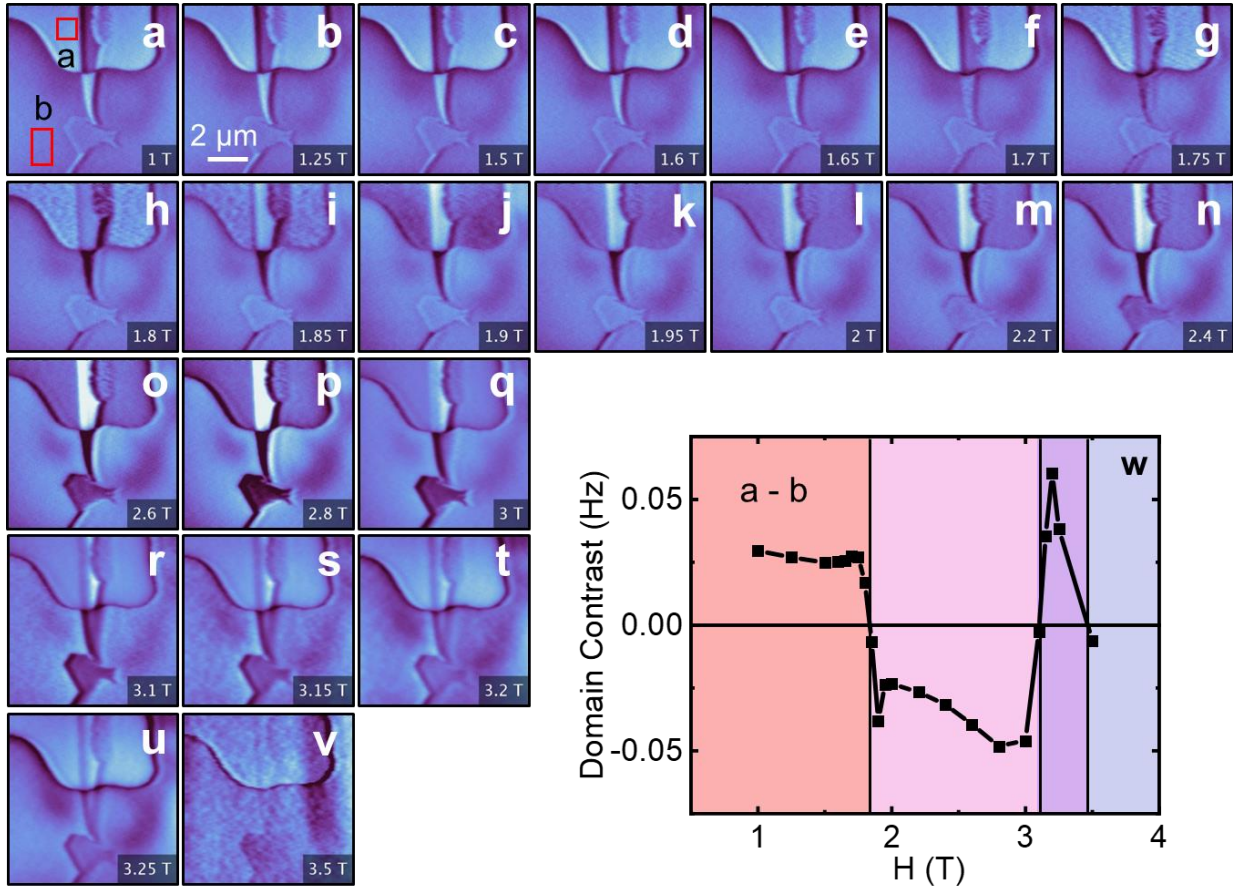 a b c d e f g
a
b
2 µm
1 T 1.25 T 1.5 T 1.6 T 1.65 T 1.7 T 1.75 T
h i j k l m n
1.8 T 1.85 T 1.9 T 1.95 T 2 T 2.2 T 2.4 T
o p q
2.6 T 2.8 T 3 T
r s t
3.1 T 3.15 T 3.2 T
u v
3.25 T 3.5 T
w
a - b
0.05
0.00
-0.05
Domain Contrast (Hz)
1 2 3 4
H (T)